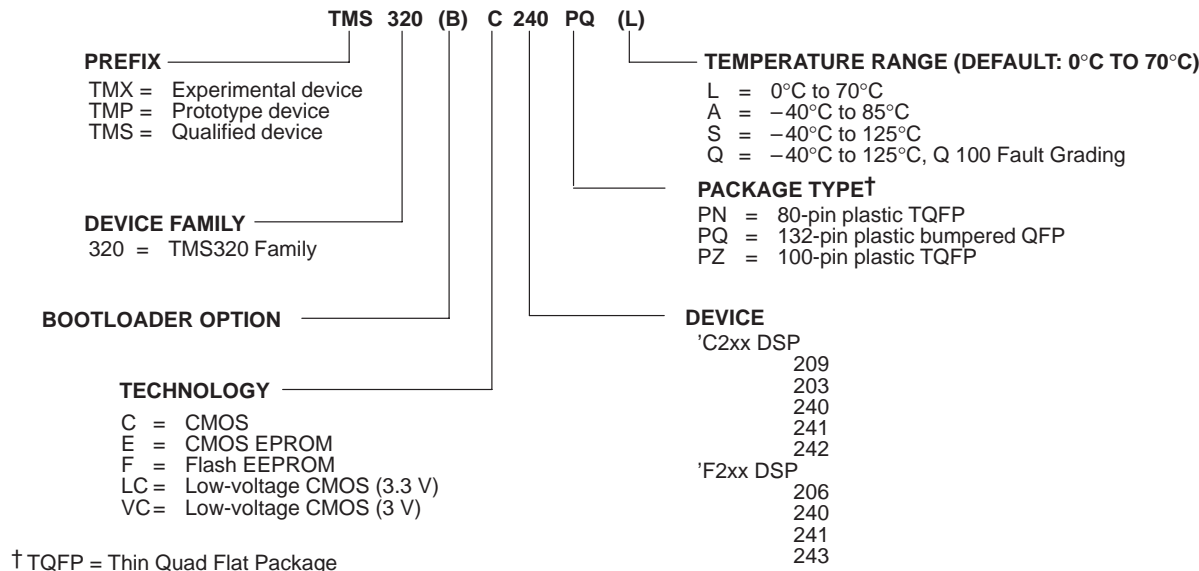 TMS 320 (B) C 240 PQ (L)
PREFIX
TMX = Experimental device
TMP = Prototype device
TMS = Qualified device
DEVICE FAMILY
320 = TMS320 Family
BOOTLOADER OPTION
TECHNOLOGY
C = CMOS
E = CMOS EPROM
F = Flash EEPROM
LC = Low-voltage CMOS (3.3 V)
VC = Low-voltage CMOS (3 V)
TEMPERATURE RANGE (DEFAULT: 0°C TO 70°C)
L = 0°C to 70°C
A = –40°C to 85°C
S = –40°C to 125°C
Q = –40°C to 125°C, Q 100 Fault Grading
PACKAGE TYPE†
PN = 80-pin plastic TQFP
PQ = 132-pin plastic bumpered QFP
PZ = 100-pin plastic TQFP
DEVICE
’C2xx DSP
209
203
240
241
242
’F2xx DSP
206
240
241
243
† TQFP = Thin Quad Flat Package